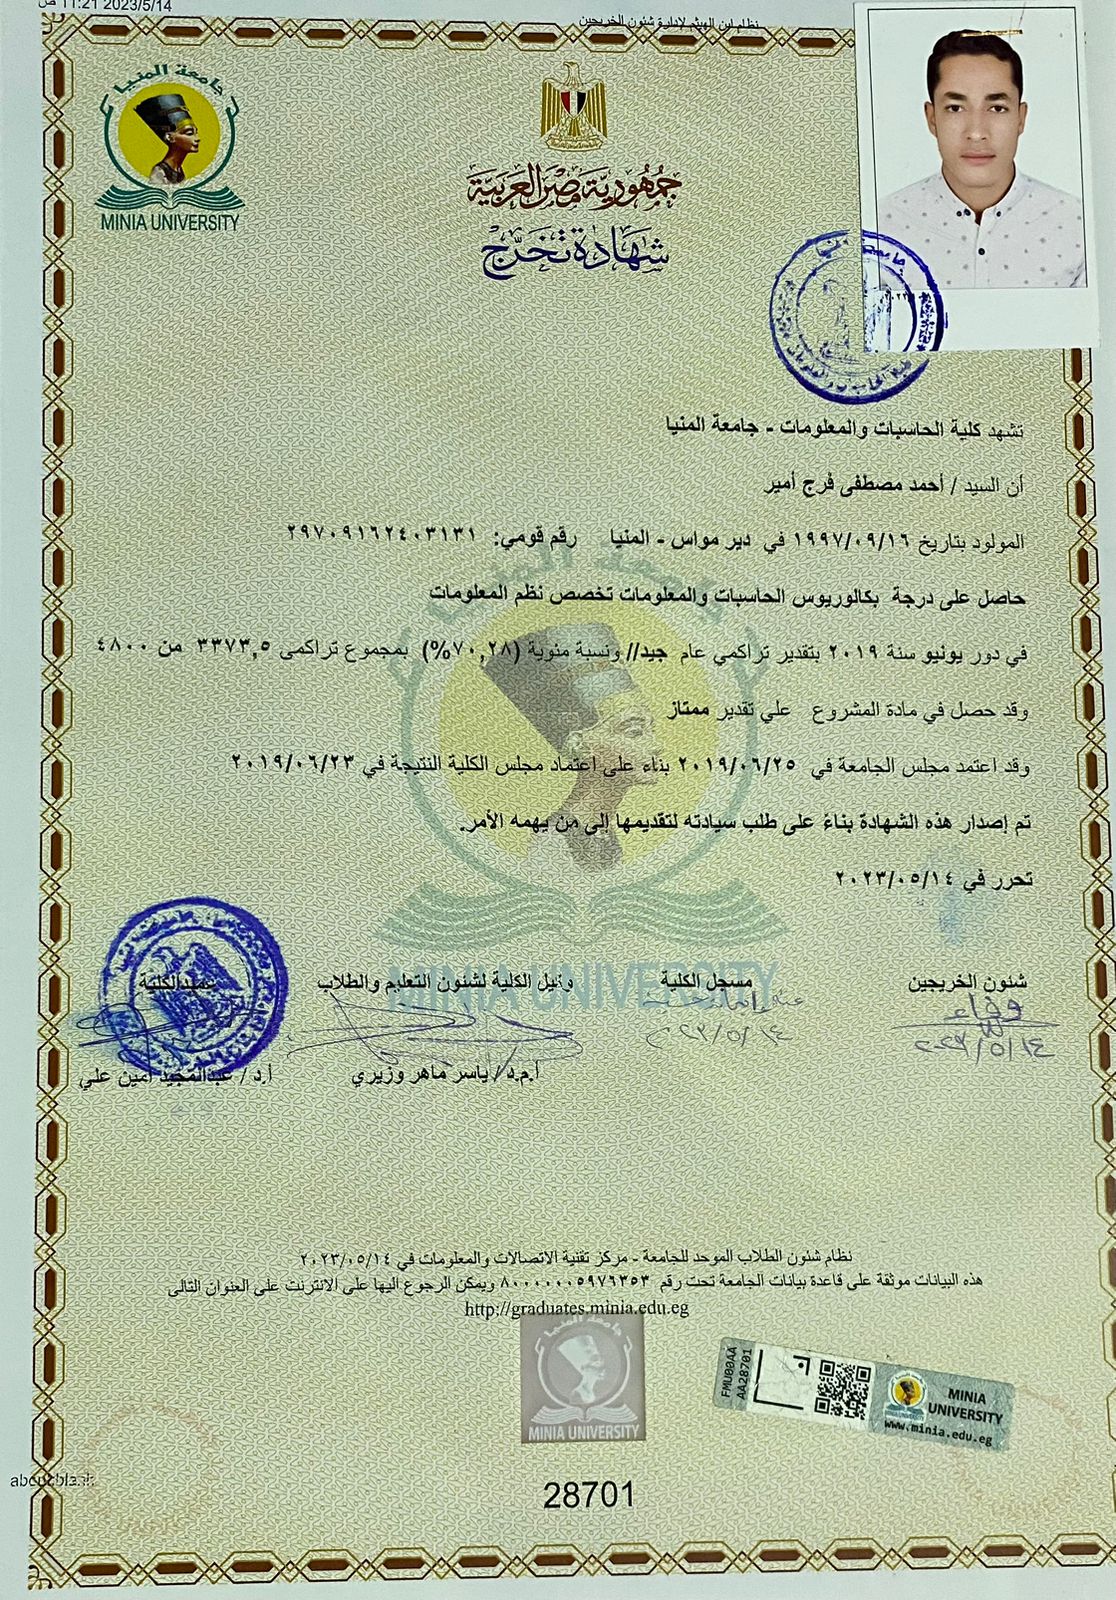 11:21 2023/5/14 ص
نظام ابن الهيثم لإدارة شئون الخريجين
جامعة المنيا
MINIA UNIVERSITY
جمهورية مصر العربية
شهادة تخرج
تشهد كلية الحاسبات والمعلومات - جامعة المنيا
أن السيد / أحمد مصطفى فرج أمير
المولود بتاريخ ١٩٩٧/٠٩/١٦ في دير مواس - المنيا رقم قومي: ٢٩٧٠٩١٦٢٤٠٣١٣١
حاصل على درجة بكالوريوس الحاسبات والمعلومات تخصص نظم المعلومات
في دور يونيو سنة ٢٠١٩ بتقدير تراكمي عام جيد// ونسبة مئوية (٧٠,٢٨%) بمجموع تراكمى ٣٣٧٣,٥ من ٤٨٠٠
وقد حصل في مادة المشروع علي تقدير ممتاز
وقد اعتمد مجلس الجامعة في ٢٠١٩/٠٦/٢٥ بناء على اعتماد مجلس الكلية النتيجة في ٢٠١٩/٠٦/٢٣
تم إصدار هذه الشهادة بناءً على طلب سيادته لتقديمها إلى من يهمه الأمر.
تحرر في ٢٠٢٣/٠٥/١٤
MINIA UNIVERSITY
شئون الخريجين مسجل الكلية وكيل الكلية لشئون التعليم والطلاب عميد الكلية
وفاء
٢٠٢٣/٥/١٤ ٢٠٢٣/٥/١٤
أ.م.د/ ياسر ماهر وزيري أ.د / عبدالمجيد أمين علي
نظام شئون الطلاب الموحد للجامعة - مركز تقنية الاتصالات والمعلومات في ٢٠٢٣/٠٥/١٤
هذه البيانات موثقة على قاعدة بيانات الجامعة تحت رقم ٨٠٠٠٠٠٠٥٩٧٦٣٥٣ ويمكن الرجوع اليها على الانترنت على العنوان التالى
http://graduates.minia.edu.eg
جامعة المنيا
MINIA UNIVERSITY
FMU00AA
AA28701
MINIA
UNIVERSITY
www.minia.edu.eg
28701